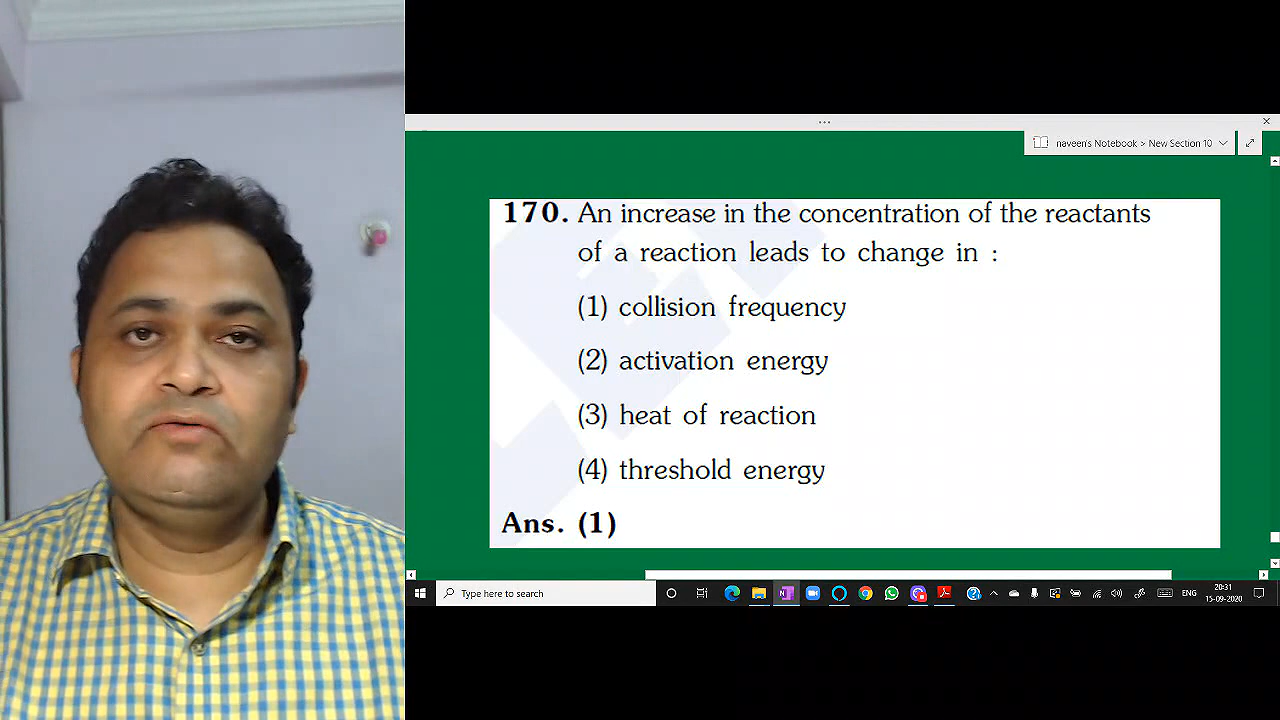 naveen's Notebook > New Section 10
170. An increase in the concentration of the reactants
of a reaction leads to change in :
(1) collision frequency
(2) activation energy
(3) heat of reaction
(4) threshold energy
Ans. (1)
Type here to search
ENG
20:31
15-09-2020